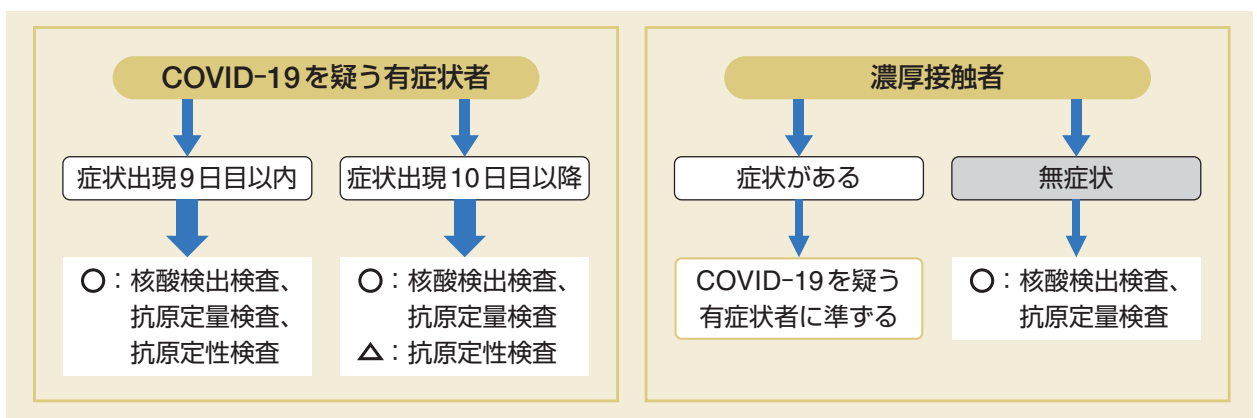 COVID-19を疑う有症状者
症状出現9日目以内
○:核酸検出検査、
抗原定量検査、
抗原定性検査
症状出現10日目以降
○:核酸検出検査、
抗原定量検査
△:抗原定性検査
濃厚接触者
症状がある
COVID-19を疑う
有症状者に準ずる
無症状
○:核酸検出検査、
抗原定量検査